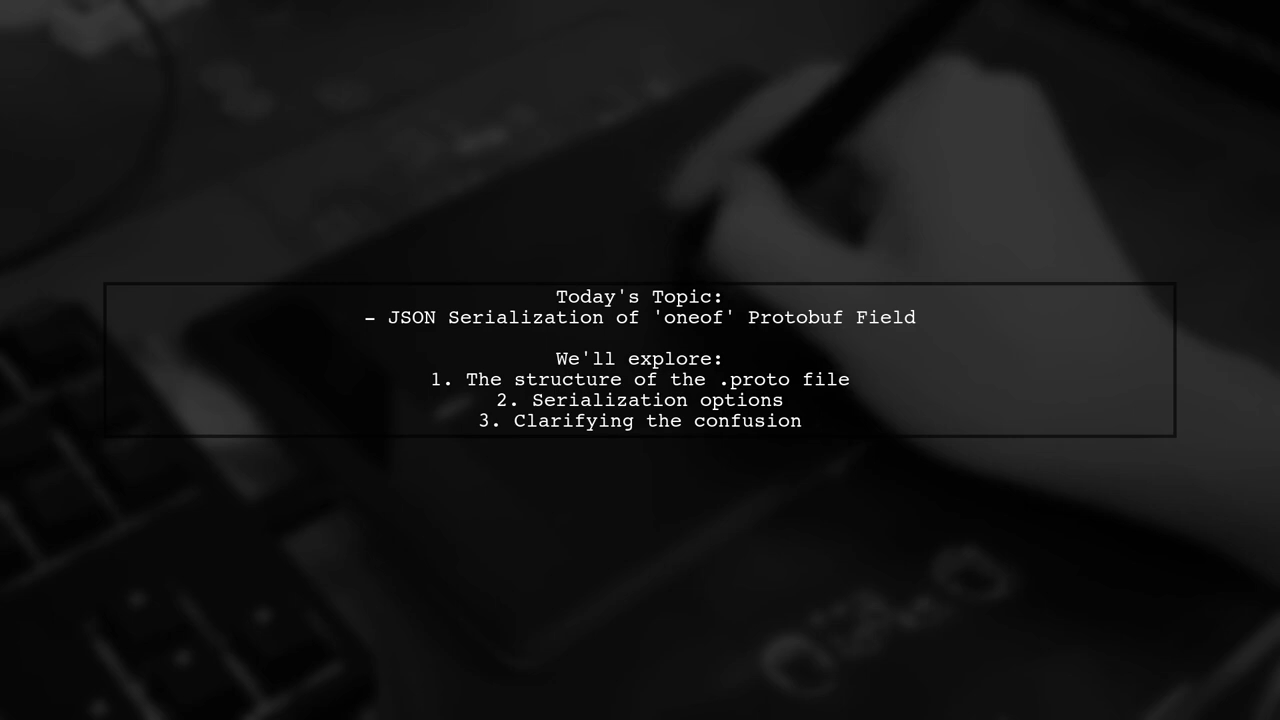 Today's Topic:
- JSON Serialization of 'oneof' Protobuf Field
We'll explore:
1. The structure of the .proto file
2. Serialization options
3. Clarifying the confusion